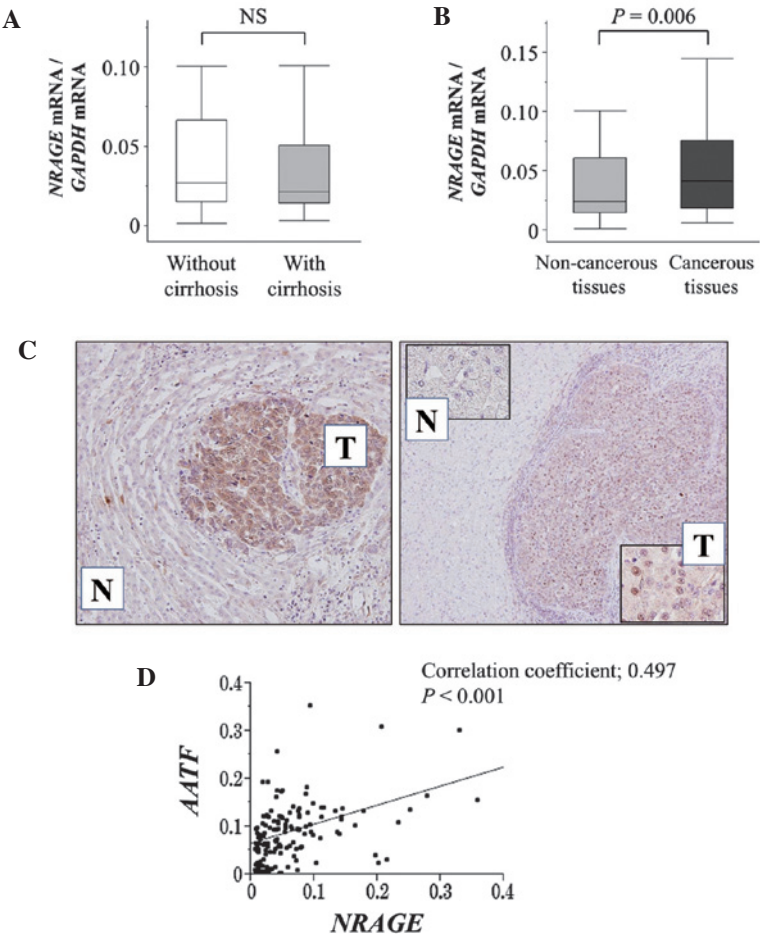 A
NS
NRAGE mRNA /
GAPDH mRNA
0.10
0.05
0
Without
cirrhosis
With
cirrhosis
B
P = 0.006
NRAGE mRNA /
GAPDH mRNA
0.15
0.10
0.05
0
Non-cancerous
tissues
Cancerous
tissues
C
T
N
N
T
D
Correlation coefficient; 0.497
P < 0.001
AATF
0.4
0.3
0.2
0.1
0
0
0.1
0.2
0.3
0.4
NRAGE